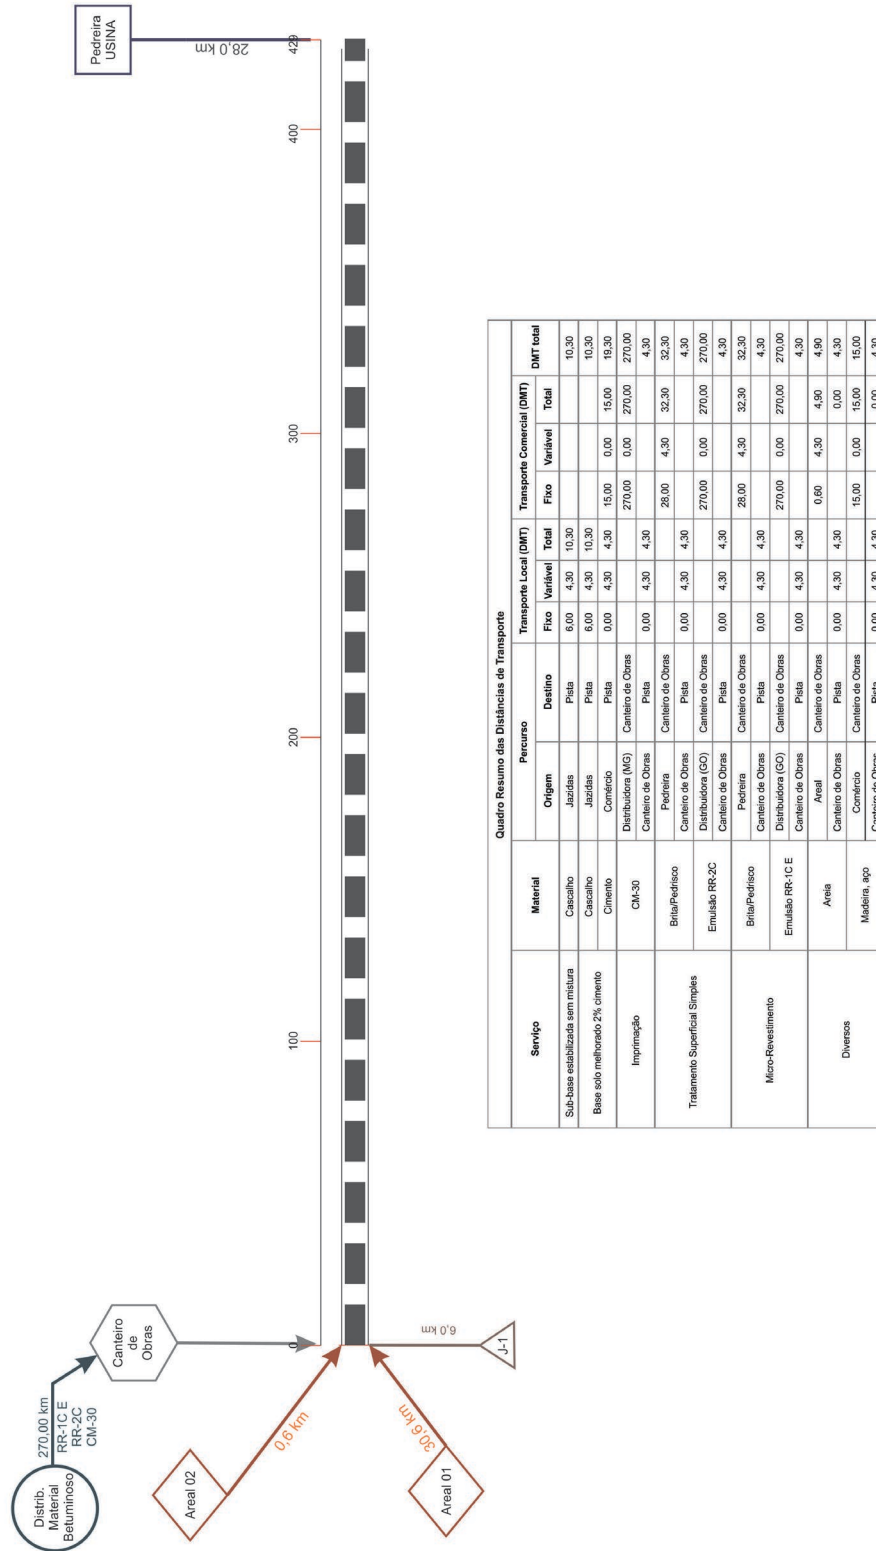 Distrib.
Material
Betuminoso
270,00 km
RR-1C E
RR-2C
CM-30
Canteiro
de
Obras
Areal 02
0,6 km
Areal 01
30,6 km
J-1
6,0 km
0
100
200
300
400
429
28,0 km
Pedreira
USINA
Quadro Resumo das Distâncias de Transporte
Serviço Material Percurso Transporte Local (DMT) Transporte Comercial (DMT) DMT total
Origem Destino Fixo Variável Total Fixo Variável Total
Sub-base estabilizada sem mistura Cascalho Jazidas Pista 6,00 4,30 10,30 10,30
Base solo melhorado 2% cimento Cascalho Jazidas Pista 6,00 4,30 10,30 10,30
Cimento Comércio Pista 0,00 4,30 4,30 15,00 0,00 15,00 19,30
Imprimação CM-30 Distribuidora (MG) Canteiro de Obras 270,00 0,00 270,00 270,00
Canteiro de Obras Pista 0,00 4,30 4,30 4,30
Tratamento Superficial Simples Brita/Pedrisco Pedreira Canteiro de Obras 28,00 4,30 32,30 32,30
Canteiro de Obras Pista 0,00 4,30 4,30 4,30
Emulsão RR-2C Distribuidora (GO) Canteiro de Obras 270,00 0,00 270,00 270,00
Canteiro de Obras Pista 0,00 4,30 4,30 4,30
Micro-Revestimento Brita/Pedrisco Pedreira Canteiro de Obras 28,00 4,30 32,30 32,30
Canteiro de Obras Pista 0,00 4,30 4,30 4,30
Emulsão RR-1C E Distribuidora (GO) Canteiro de Obras 270,00 0,00 270,00 270,00
Canteiro de Obras Pista 0,00 4,30 4,30 4,30
Diversos Areia Areal Canteiro de Obras 0,60 4,30 4,90 4,90
Canteiro de Obras Pista 0,00 4,30 4,30 0,00 4,30
Madeira, aço Comércio Canteiro de Obras 15,00 0,00 15,00 15,00
Canteiro de Obras Pista 0,00 4,30 4,30 0,00 4,30